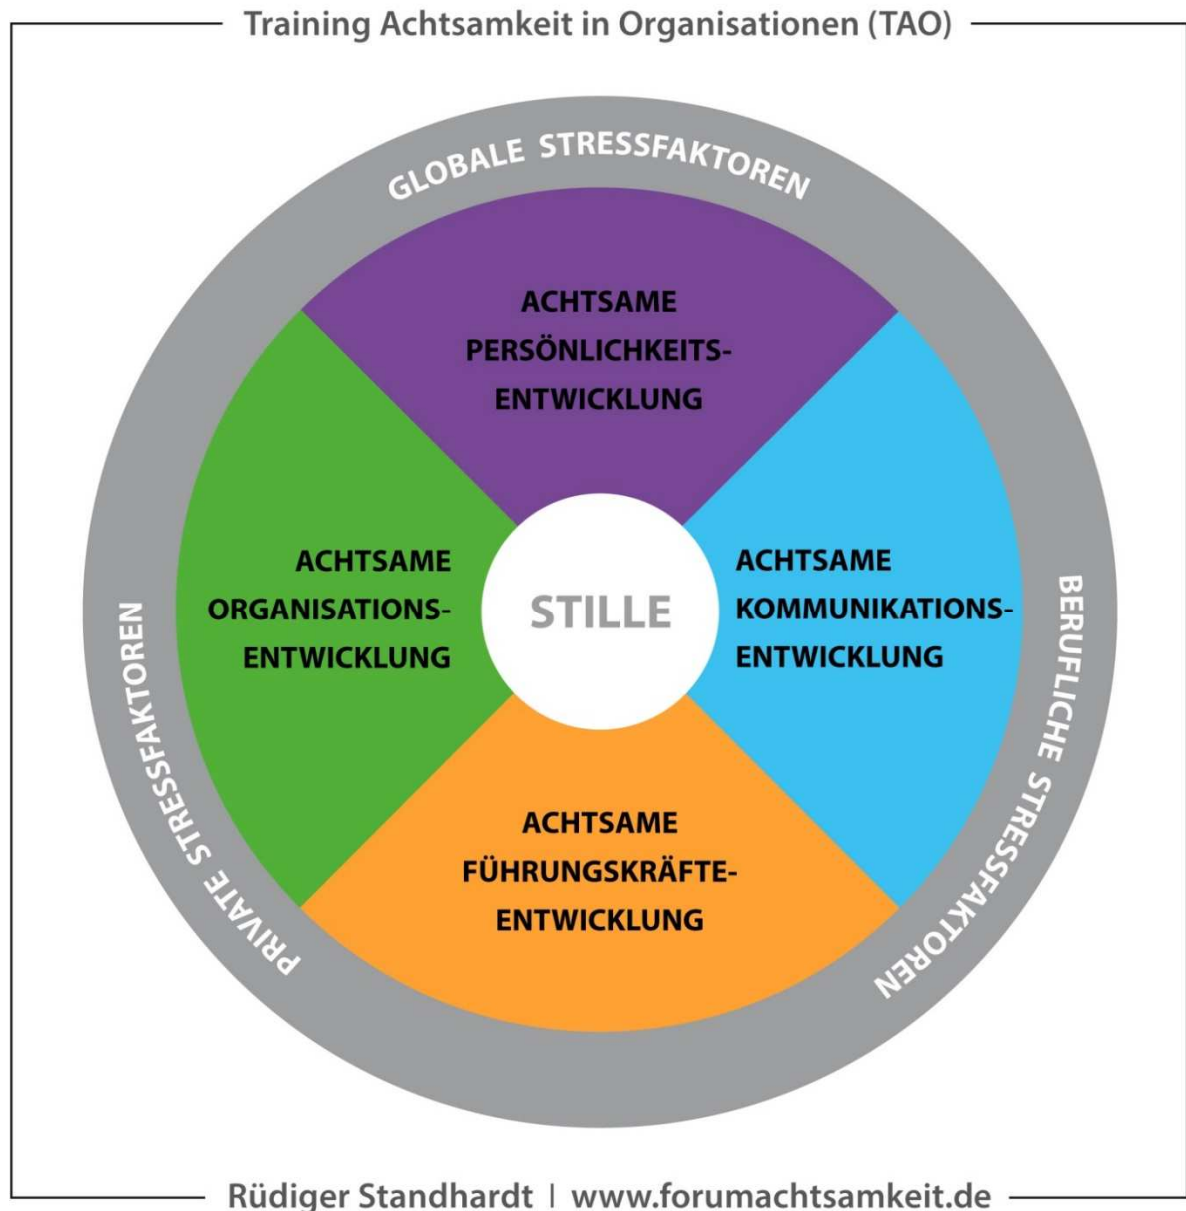 Training Achtsamkeit in Organisationen (TAO)
GLOBALE STRESSFAKTOREN
ACHTSAME
PERSÖNLICHKEITS-
ENTWICKLUNG
ACHTSAME
ORGANISATIONS-
ENTWICKLUNG
STILLE
ACHTSAME
KOMMUNIKATIONS-
ENTWICKLUNG
ACHTSAME
FÜHRUNGSKRÄFTE-
ENTWICKLUNG
PRIVATE STRESSFAKTOREN
BERUFLICHE STRESSFAKTOREN
Rüdiger Standhardt | www.forumachtsamkeit.de